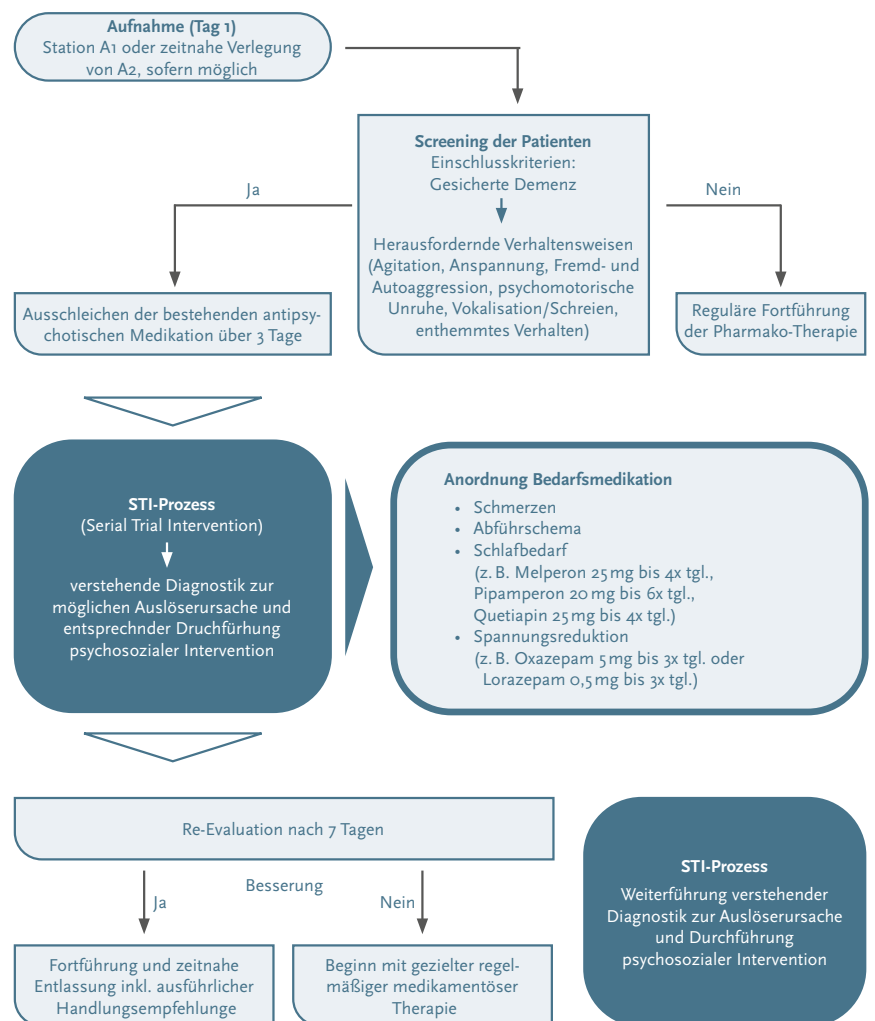 Aufnahme (Tag 1)
Station A1 oder zeitnahe Verlegung
von A2, sofern möglich
Screening der Patienten
Einschlusskriterien:
Gesicherte Demenz
Herausfordernde Verhaltensweisen
(Agitation, Anspannung, Fremd- und
Autoaggression, psychomotorische
Unruhe, Vokalisation/Schreien,
enthemmtes Verhalten)
Ja
Nein
Ausschleichen der bestehenden antipsy-
chotischen Medikation über 3 Tage
Reguläre Fortführung
der Pharmako-Therapie
STI-Prozess
(Serial Trial Intervention)
verstehende Diagnostik zur
möglichen Auslöserursache und
entsprechnder Druchfürhung
psychosozialer Intervention
Anordnung Bedarfsmedikation
• Schmerzen
• Abführschema
• Schlafbedarf
(z. B. Melperon 25 mg bis 4x tgl.,
Pipamperon 20 mg bis 6x tgl.,
Quetiapin 25 mg bis 4x tgl.)
• Spannungsreduktion
(z. B. Oxazepam 5 mg bis 3x tgl. oder
Lorazepam 0,5 mg bis 3x tgl.)
Re-Evaluation nach 7 Tagen
Besserung
Ja
Nein
Fortführung und zeitnahe
Entlassung inkl. ausführlicher
Handlungsempfehlunge
Beginn mit gezielter regel-
mäßiger medikamentöser
Therapie
STI-Prozess
Weiterführung verstehender
Diagnostik zur Auslöserursache
und Durchführung
psychosozialer Intervention